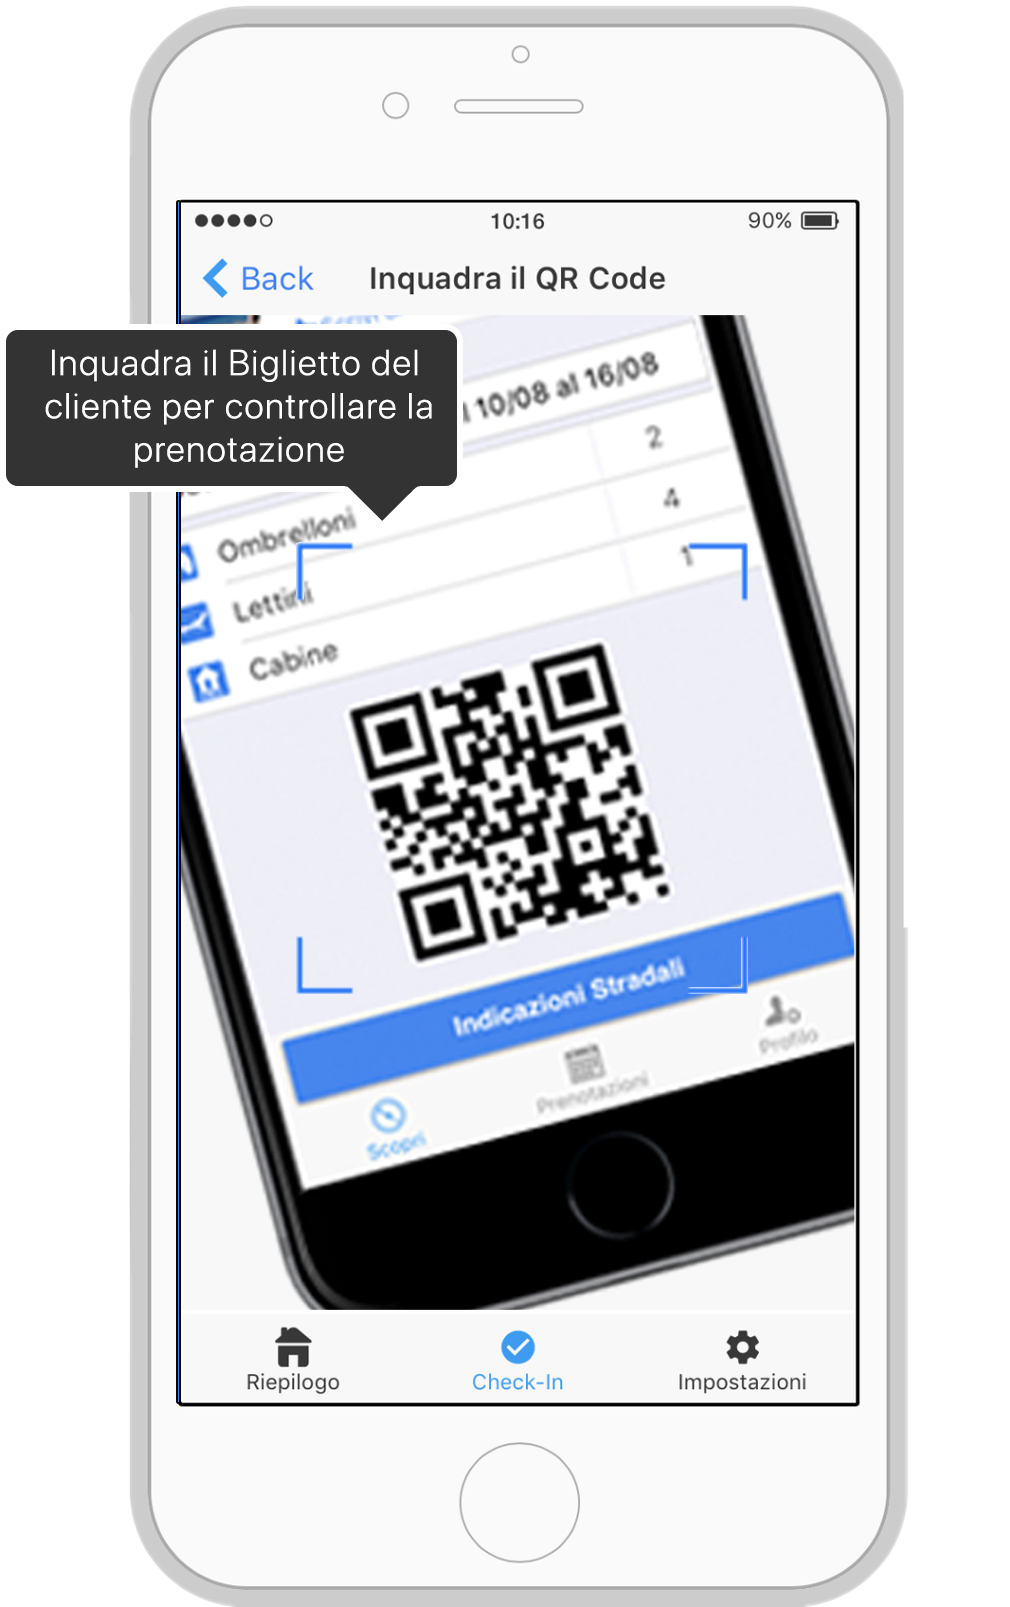 10:16
90%
Back
Inquadra il QR Code
Inquadra il Biglietto del
cliente per controllare la
prenotazione
10/08 al 16/08
2
Ombrelloni
4
Lettini
1
Cabine
Indicazioni Stradali
Scopri
Prenotazioni
Profilo
Riepilogo
Check-In
Impostazioni